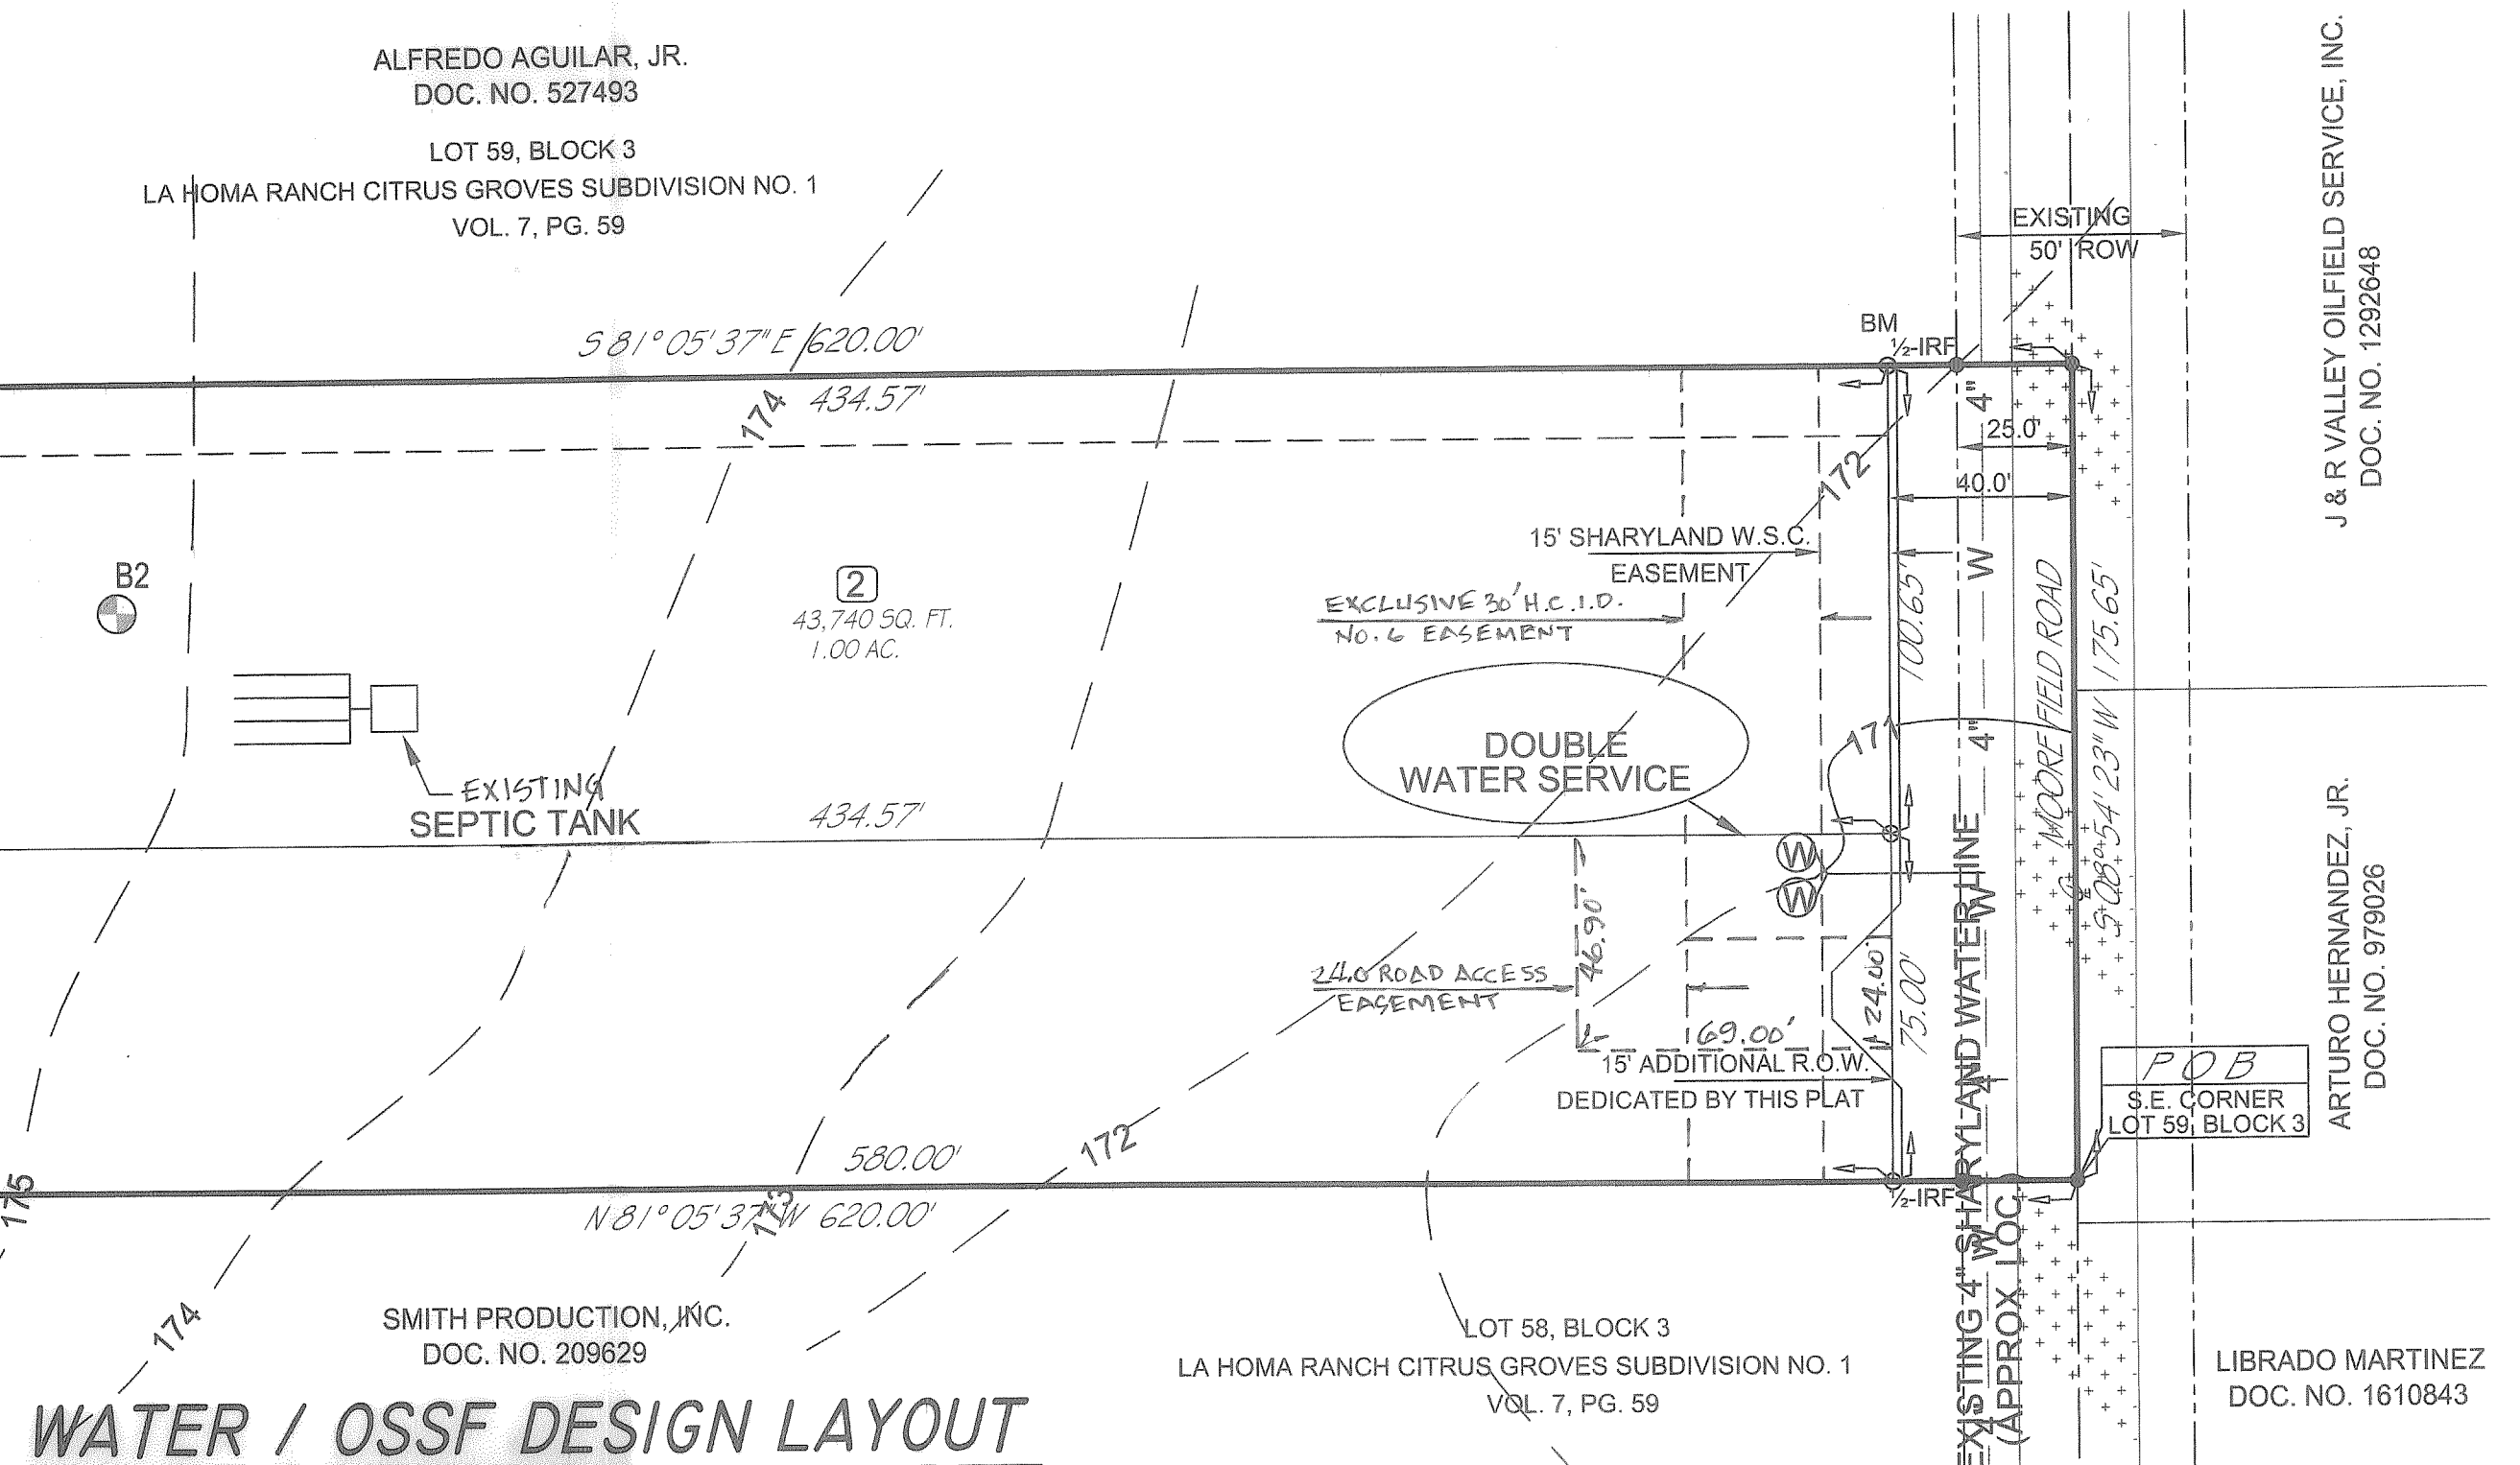 ALFREDO AGUILAR, JR.
DOC. NO. 527493
LOT 59, BLOCK 3
LA HOMA RANCH CITRUS GROVES SUBDIVISION NO. 1
VOL. 7, PG. 59
S 81° 05' 37" E 620.00'
434.57'
174
BM
½-IRF
EXISTING
50' ROW
J & R VALLEY OILFIELD SERVICE, INC.
DOC. NO. 1292648
4"
25.0'
40.0'
172
15' SHARYLAND W.S.C.
EASEMENT
EXCLUSIVE 30' H.C.I.D.
NO. 6 EASEMENT
100.65'
W
MOOREFIELD ROAD
S 08° 54' 23" W 175.65'
B2
2
43,740 SQ. FT.
1.00 AC.
DOUBLE
WATER SERVICE
171
4"
EXISTING
SEPTIC TANK
434.57'
W
W
W
46.90'
24.0 ROAD ACCESS
EASEMENT
24.00'
75.00'
69.00'
15' ADDITIONAL R.O.W.
DEDICATED BY THIS PLAT
4"
P O B
S.E. CORNER
LOT 59, BLOCK 3
ARTURO HERNANDEZ, JR.
DOC. NO. 979026
580.00'
172
175
173
N 81° 05' 37" W 620.00'
½-IRF
W
EXISTING 4" SHARYLAND WATER LINE
(APPROX. LOC.)
174
SMITH PRODUCTION, INC.
DOC. NO. 209629
LOT 58, BLOCK 3
LA HOMA RANCH CITRUS GROVES SUBDIVISION NO. 1
VOL. 7, PG. 59
LIBRADO MARTINEZ
DOC. NO. 1610843
WATER / OSSF DESIGN LAYOUT